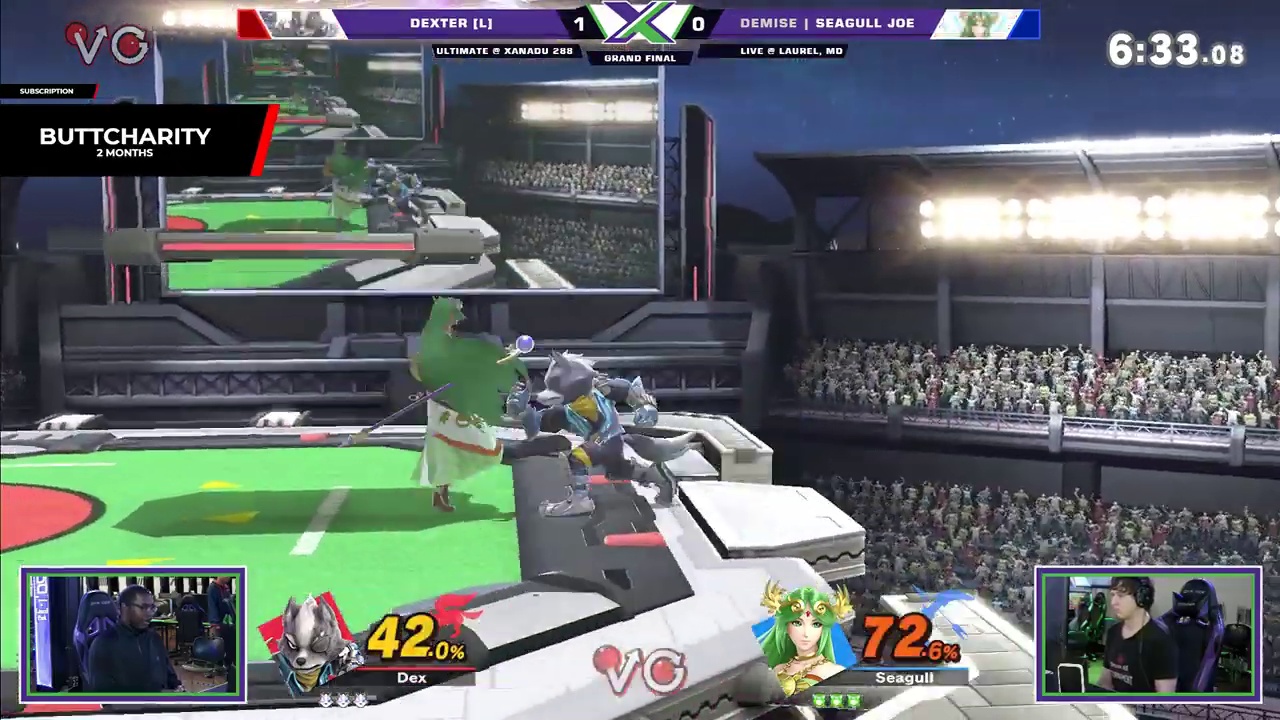 DEXTER [L]
1
0
DEMISE | SEAGULL JOE
ULTIMATE @ XANADU 288
GRAND FINAL
LIVE @ LAUREL, MD
6:33.08
VG
SUBSCRIPTION
BUTTCHARITY
2 MONTHS
42.0%
Dex
VG
72.6%
Seagull